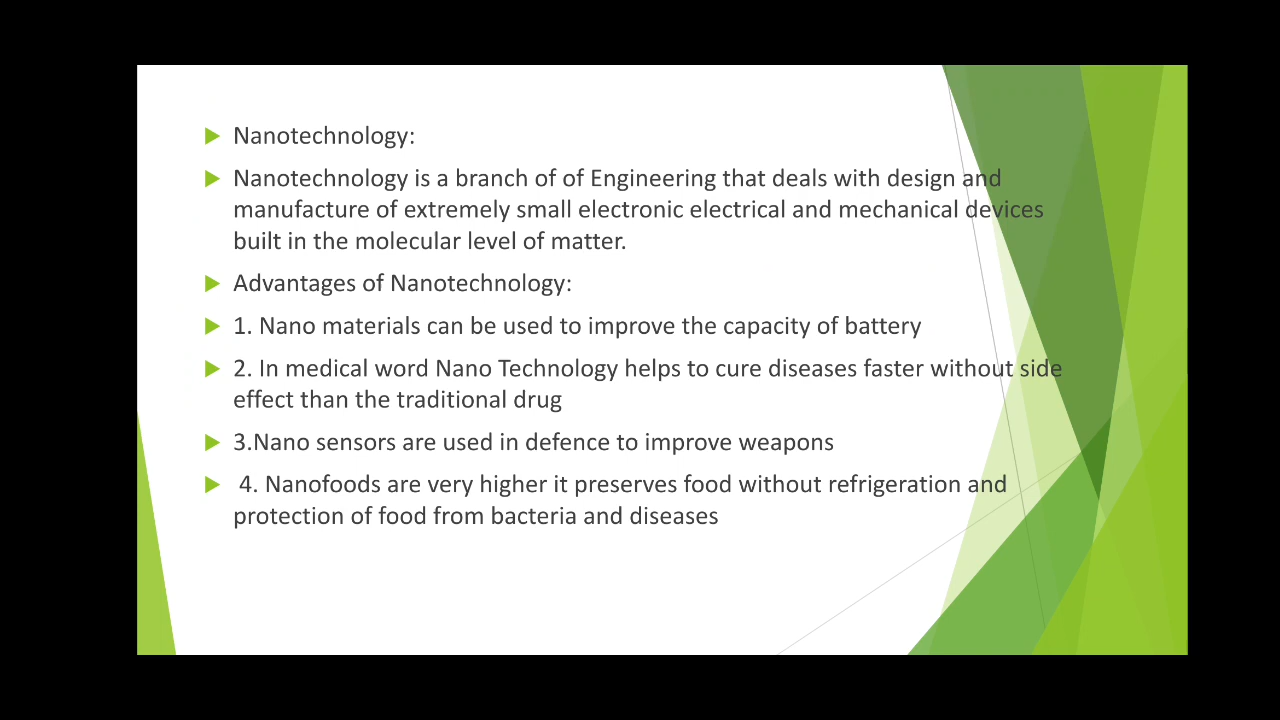 Nanotechnology:
Nanotechnology is a branch of of Engineering that deals with design and
manufacture of extremely small electronic electrical and mechanical devices
built in the molecular level of matter.
Advantages of Nanotechnology:
1. Nano materials can be used to improve the capacity of battery
2. In medical word Nano Technology helps to cure diseases faster without side
effect than the traditional drug
3.Nano sensors are used in defence to improve weapons
4. Nanofoods are very higher it preserves food without refrigeration and
protection of food from bacteria and diseases